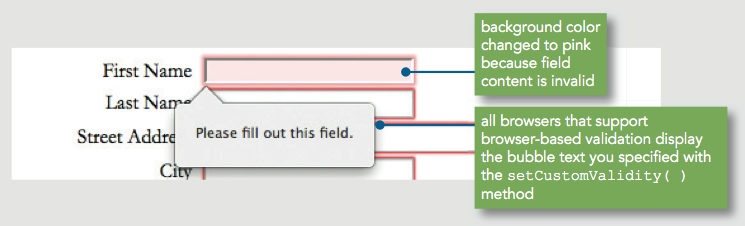 background color
changed to pink
because field
content is invalid
First Name
Last Name
Please fill out this field.
Street Addre
City
all browsers that support
browser-based validation display
the bubble text you specified with
the setCustomValidity( )
method